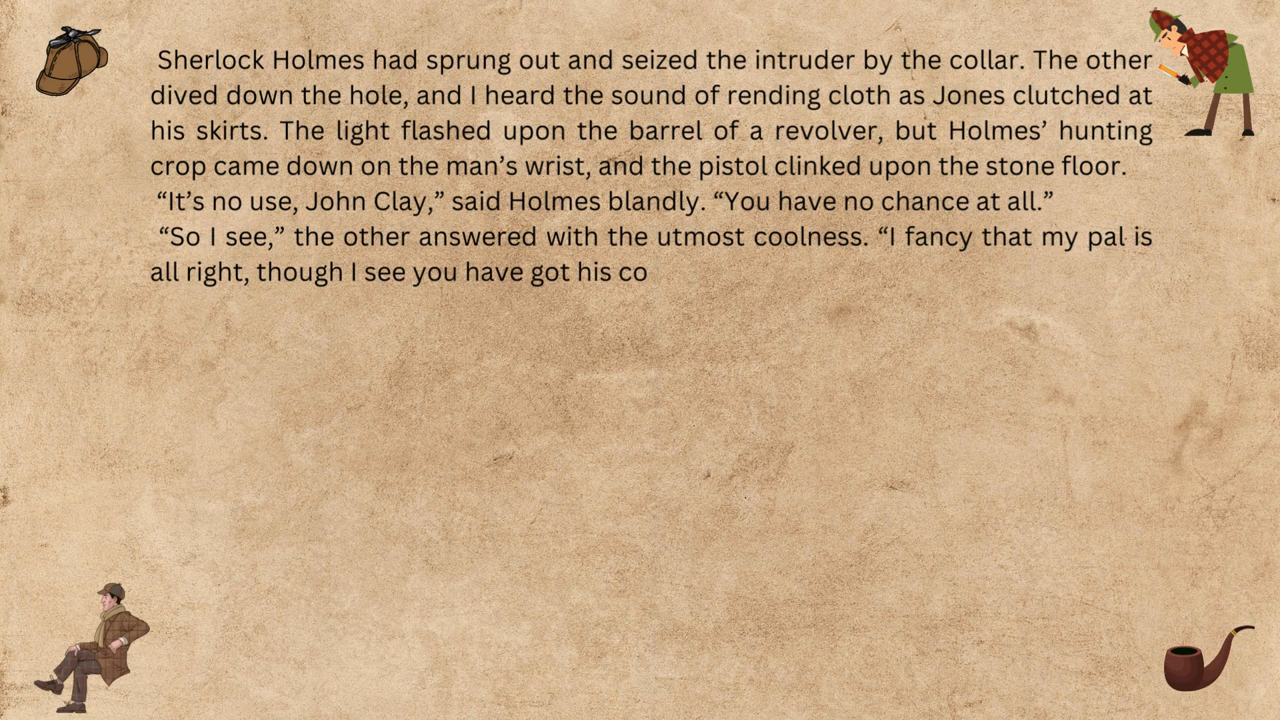 Sherlock Holmes had sprung out and seized the intruder by the collar. The other
dived down the hole, and I heard the sound of rending cloth as Jones clutched at
his skirts. The light flashed upon the barrel of a revolver, but Holmes’ hunting
crop came down on the man’s wrist, and the pistol clinked upon the stone floor.
“It’s no use, John Clay,” said Holmes blandly. “You have no chance at all.”
“So I see,” the other answered with the utmost coolness. “I fancy that my pal is
all right, though I see you have got his co